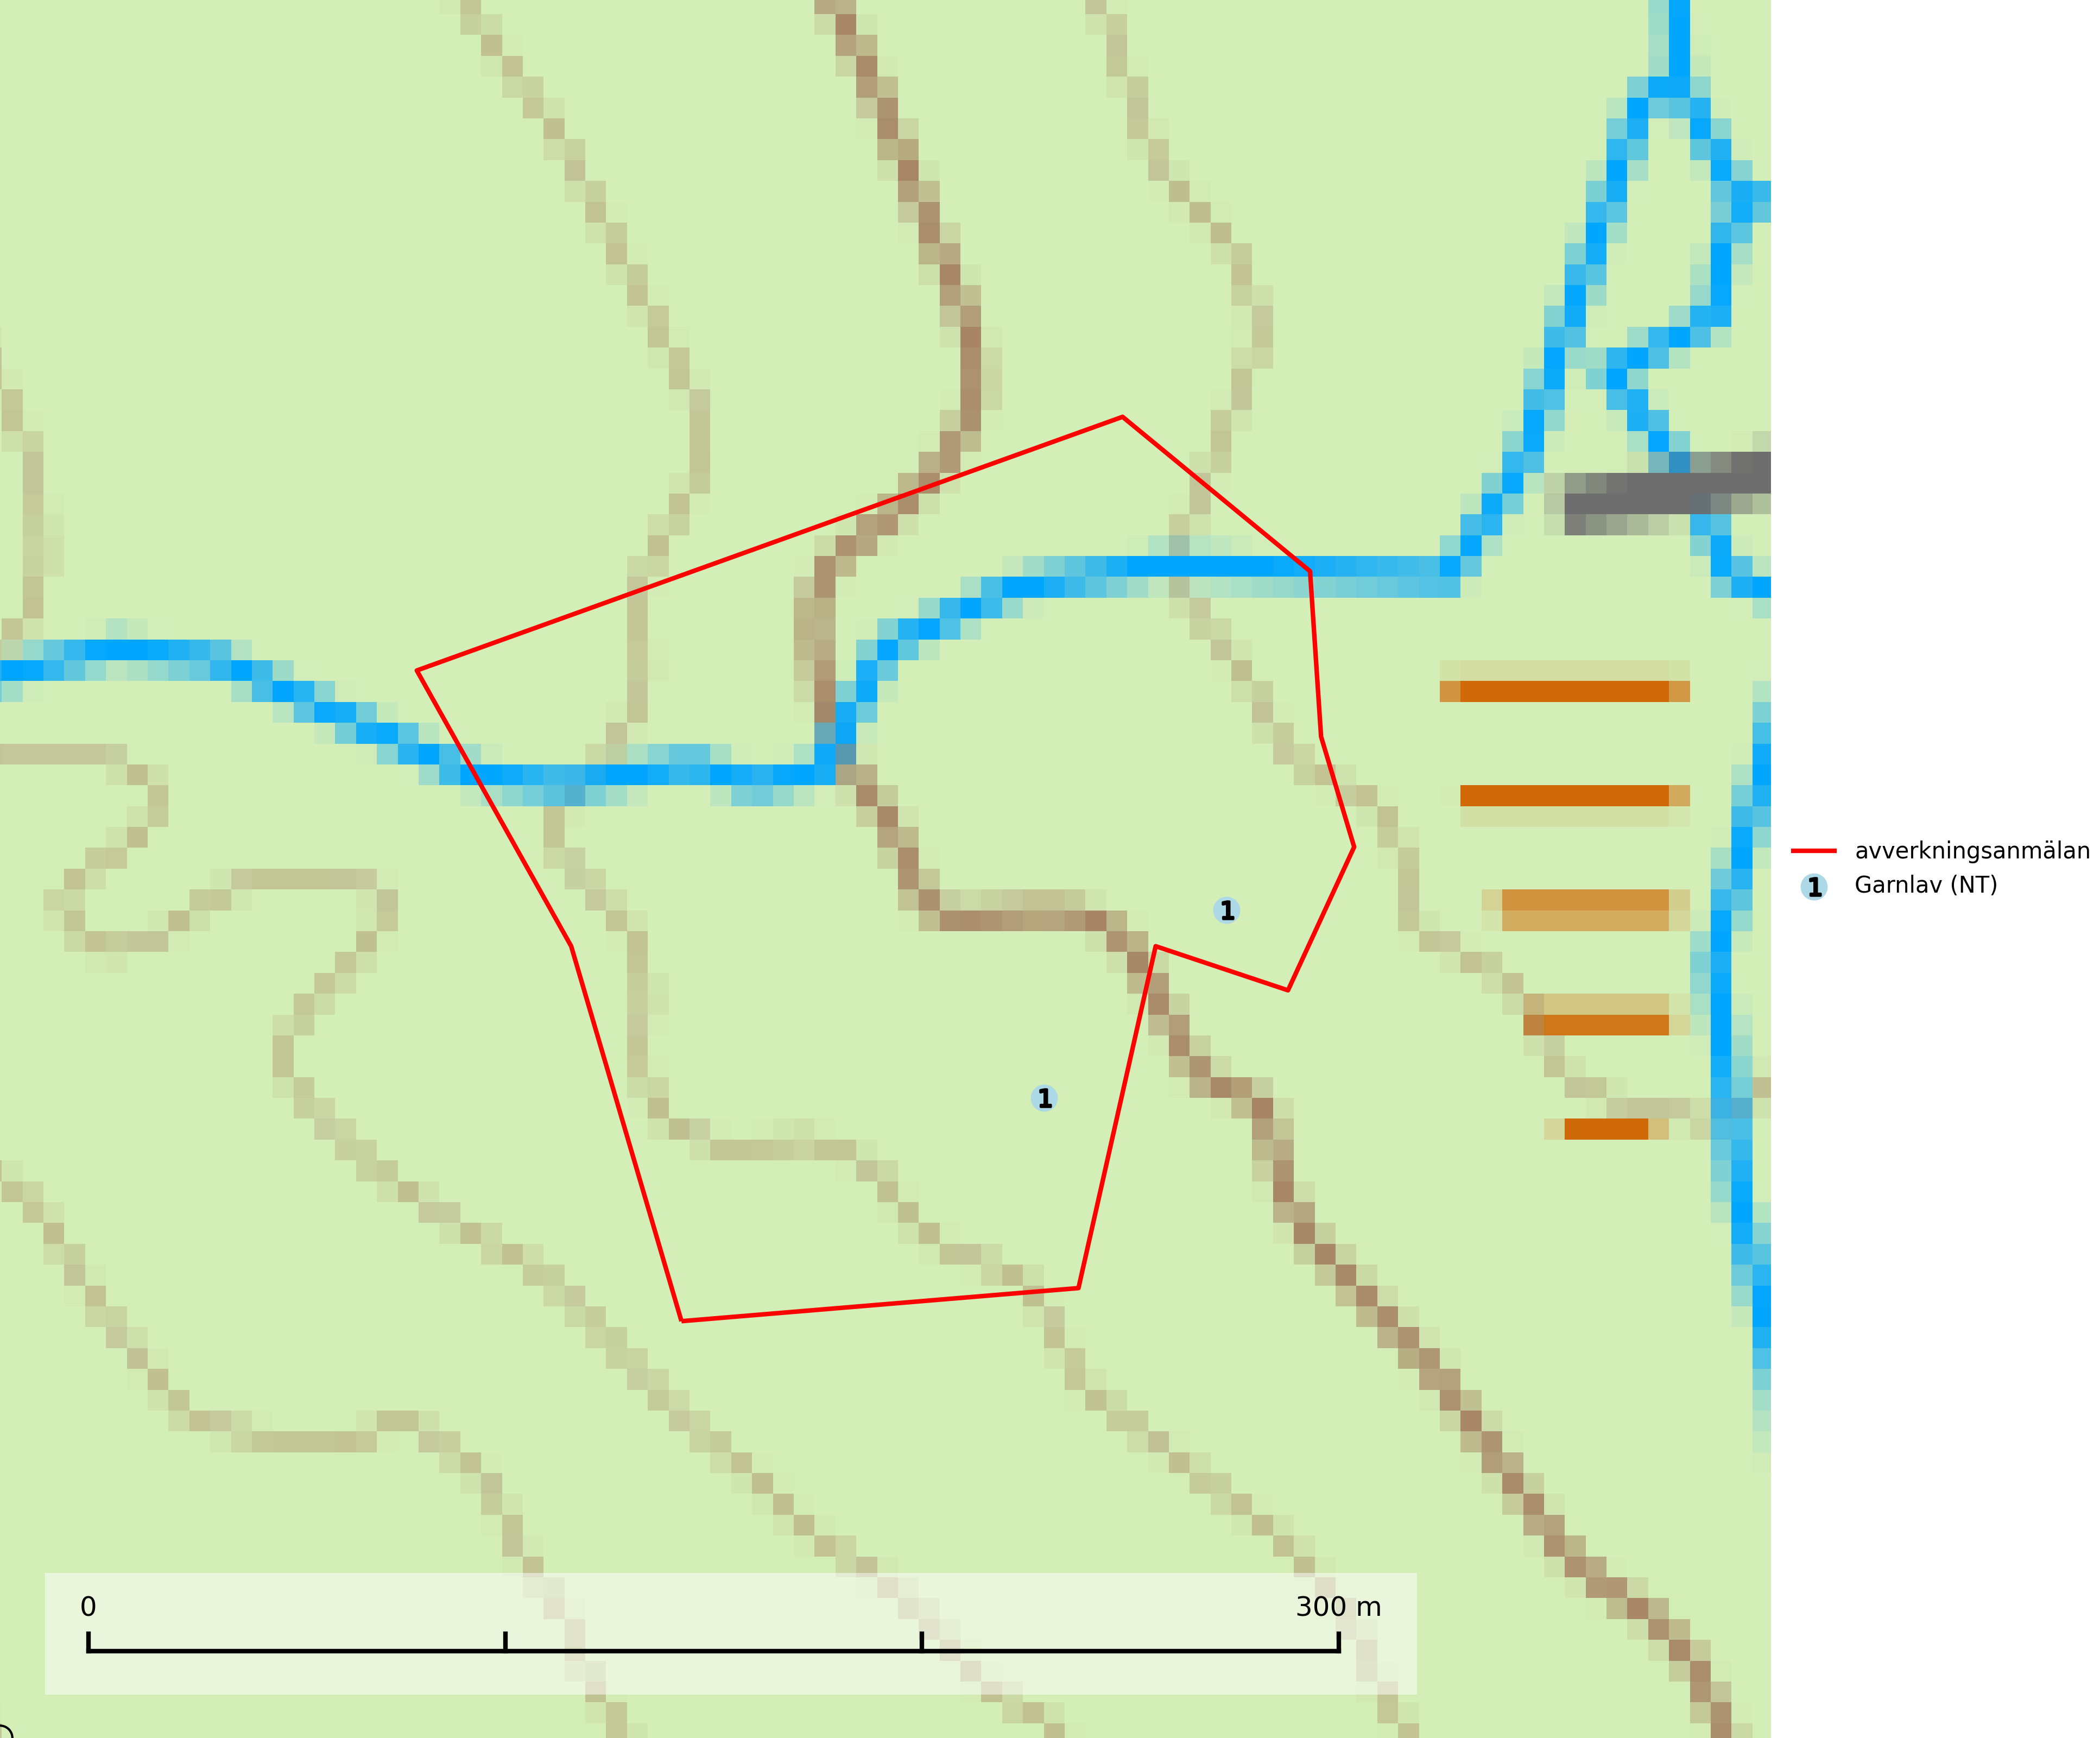 avverkningsanmälan
1 Garnlav (NT)
1
1
0 300 m